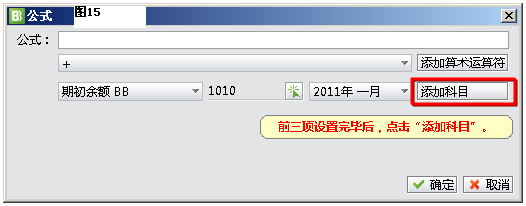 公式 图15
公式：
+ 添加算术运算符
期初余额 BB 1010 2011年 一月 添加科目
前三项设置完毕后，点击“添加科目”。
确定 取消